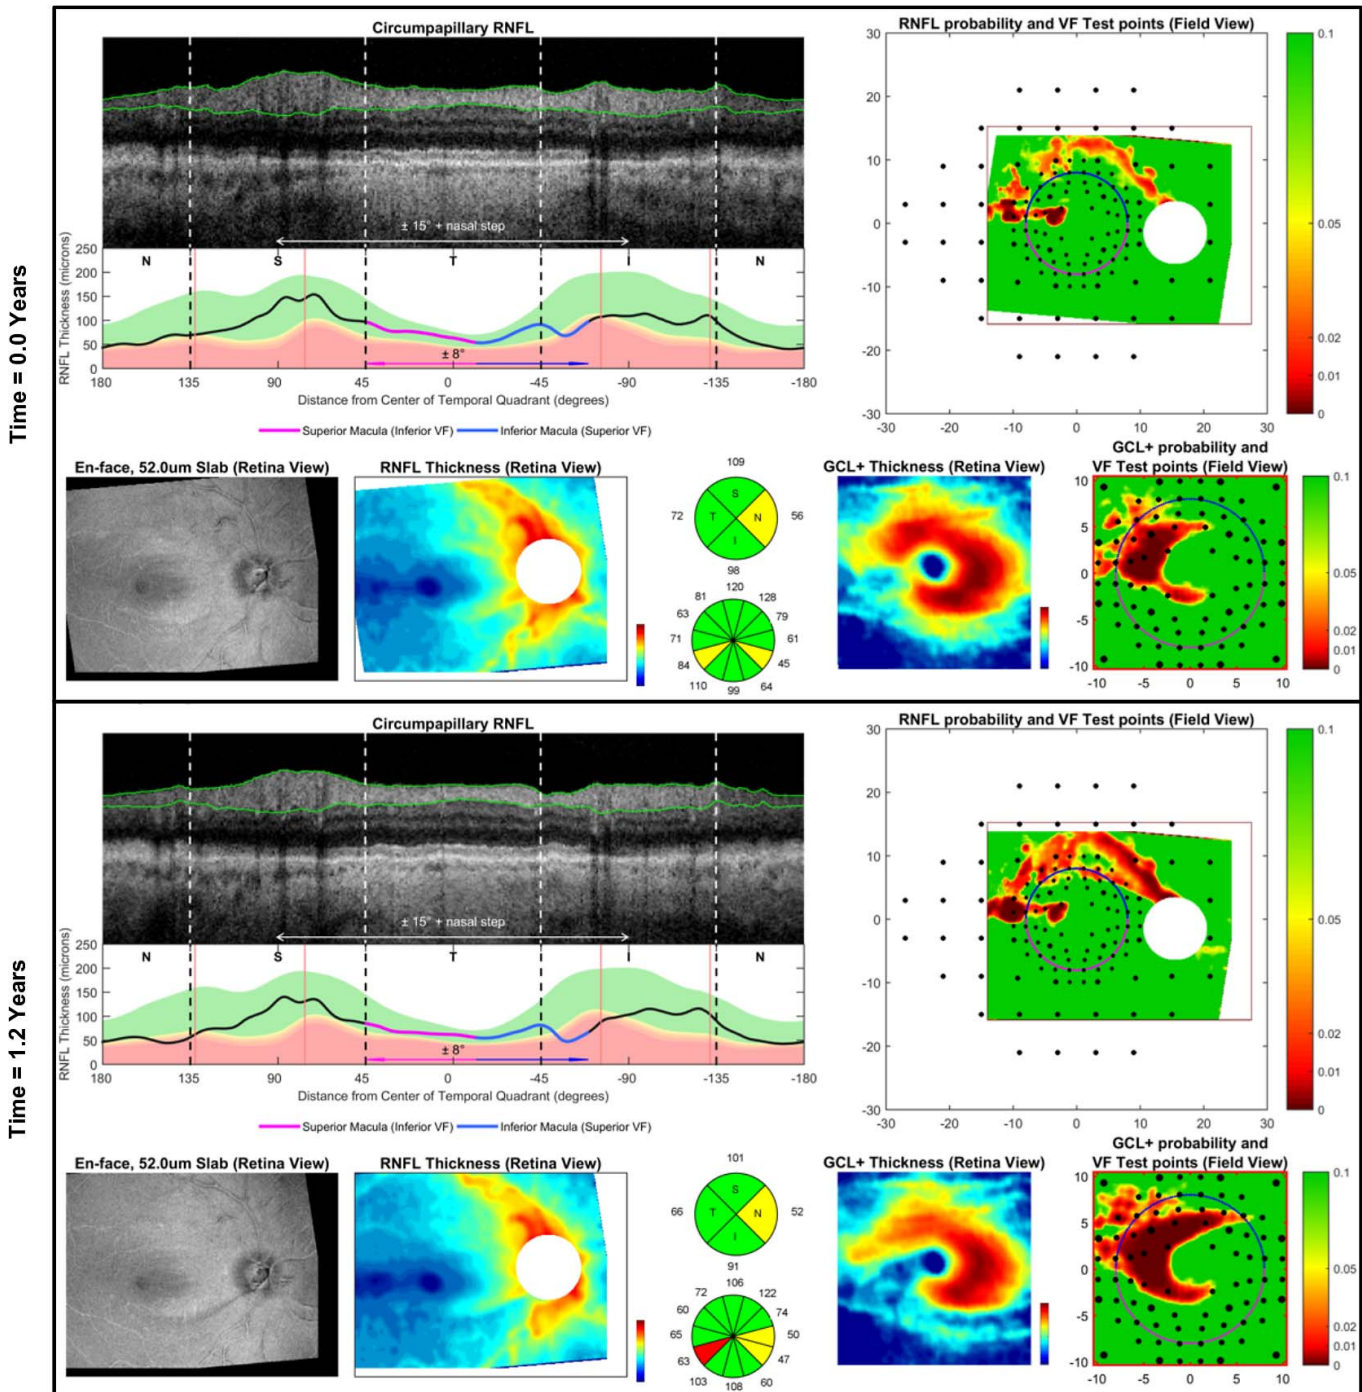 Time = 0.0 Years
Circumpapillary RNFL
± 15° + nasal step
250
200
150
100
50
0
RNFL Thickness (microns)
N S T I N
± 8°
180 135 90 45 0 -45 -90 -135 -180
Distance from Center of Temporal Quadrant (degrees)
Superior Macula (Inferior VF) Inferior Macula (Superior VF)
RNFL probability and VF Test points (Field View)
30
20
10
0
-10
-20
-30
-30 -20 -10 0 10 20 30
0.1
0.05
0.02
0.01
0
En-face, 52.0um Slab (Retina View)
RNFL Thickness (Retina View)
109
72 S T N I 56
98
120
81 128
63 79
71 61
84 45
110 64
99
GCL+ Thickness (Retina View)
GCL+ probability and
VF Test points (Field View)
10
5
0
-5
-10
-10 -5 0 5 10
0.1
0.05
0.02
0.01
0
Time = 1.2 Years
Circumpapillary RNFL
± 15° + nasal step
250
200
150
100
50
0
RNFL Thickness (microns)
N S T I N
± 8°
180 135 90 45 0 -45 -90 -135 -180
Distance from Center of Temporal Quadrant (degrees)
Superior Macula (Inferior VF) Inferior Macula (Superior VF)
RNFL probability and VF Test points (Field View)
30
20
10
0
-10
-20
-30
-30 -20 -10 0 10 20 30
0.1
0.05
0.02
0.01
0
En-face, 52.0um Slab (Retina View)
RNFL Thickness (Retina View)
101
66 S T N I 52
91
106
72 122
60 74
65 50
63 47
103 60
108
GCL+ Thickness (Retina View)
GCL+ probability and
VF Test points (Field View)
10
5
0
-5
-10
-10 -5 0 5 10
0.1
0.05
0.02
0.01
0